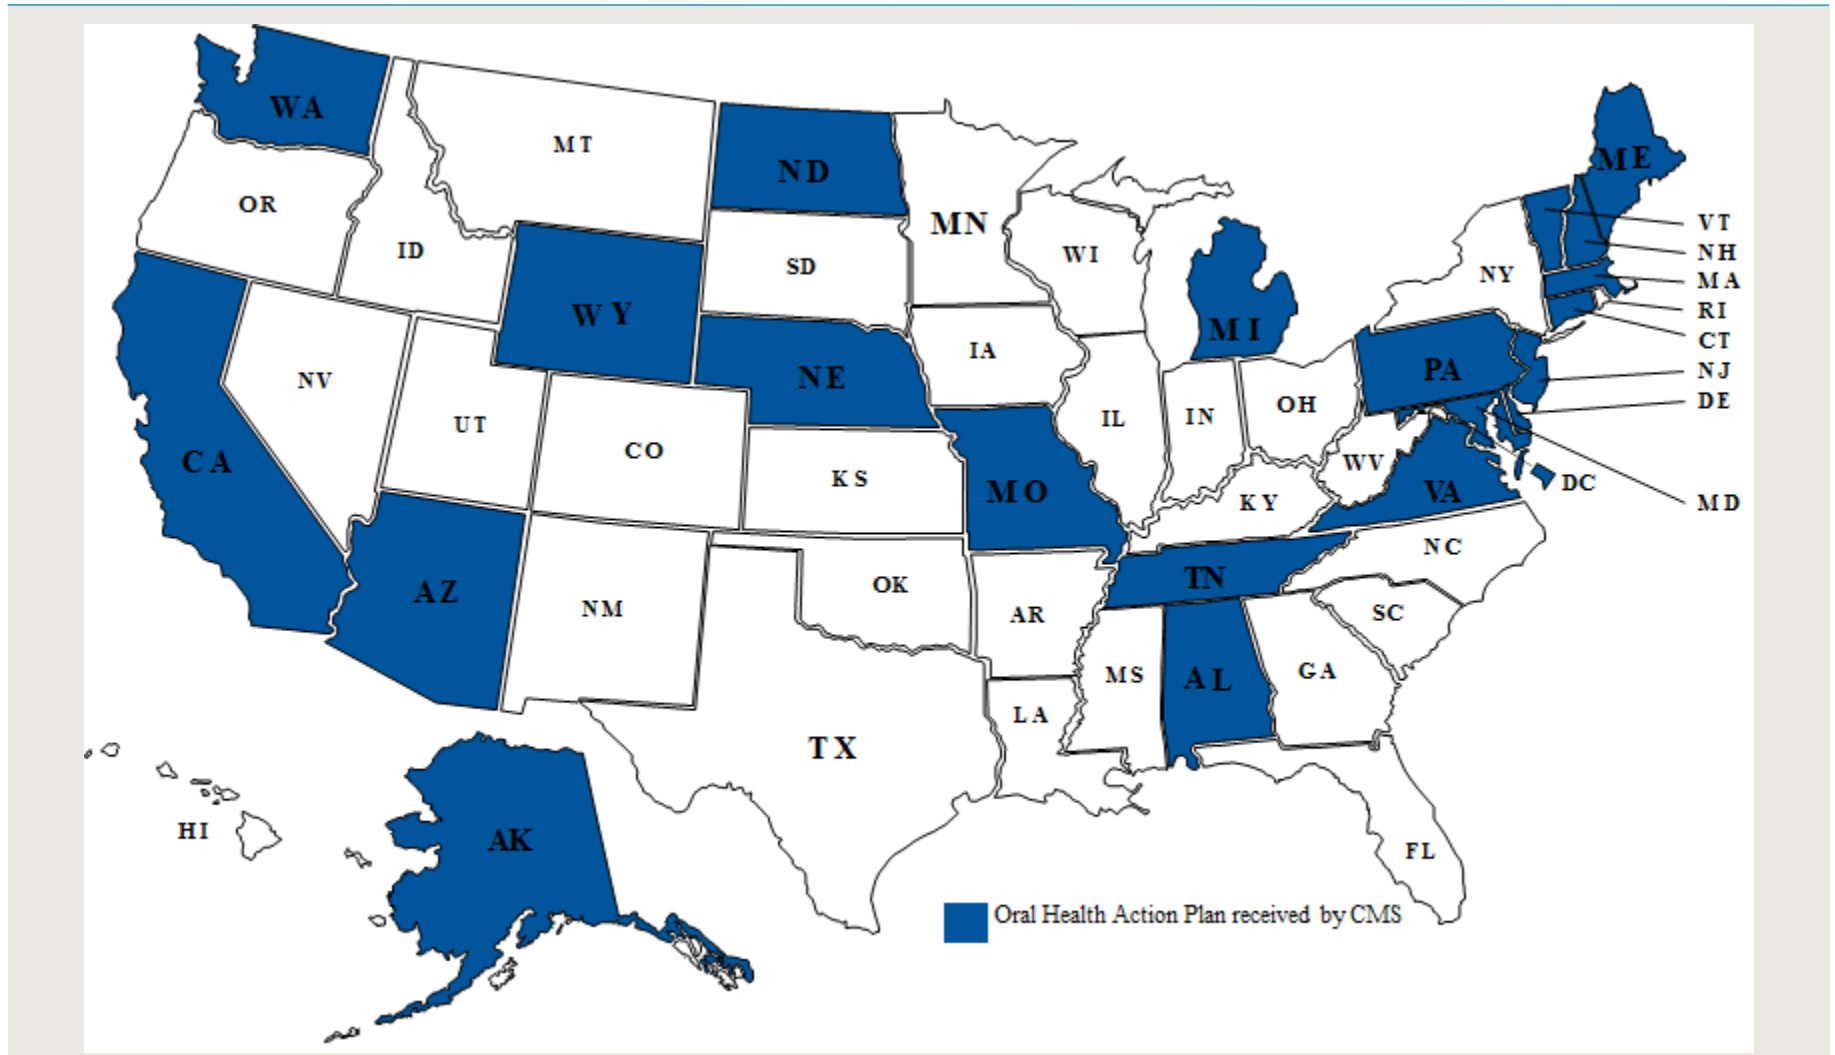 WA
MT
ND
ME
OR
ID
MN
VT
NH
MA
RI
CT
NJ
DE
SD
WI
NY
WY
MI
IA
NE
PA
NV
UT
CO
KS
IL
IN
OH
WV
VA
DC
MD
CA
MO
KY
NC
AZ
NM
OK
AR
TN
SC
MS
AL
GA
LA
TX
HI
AK
FL
Oral Health Action Plan received by CMS